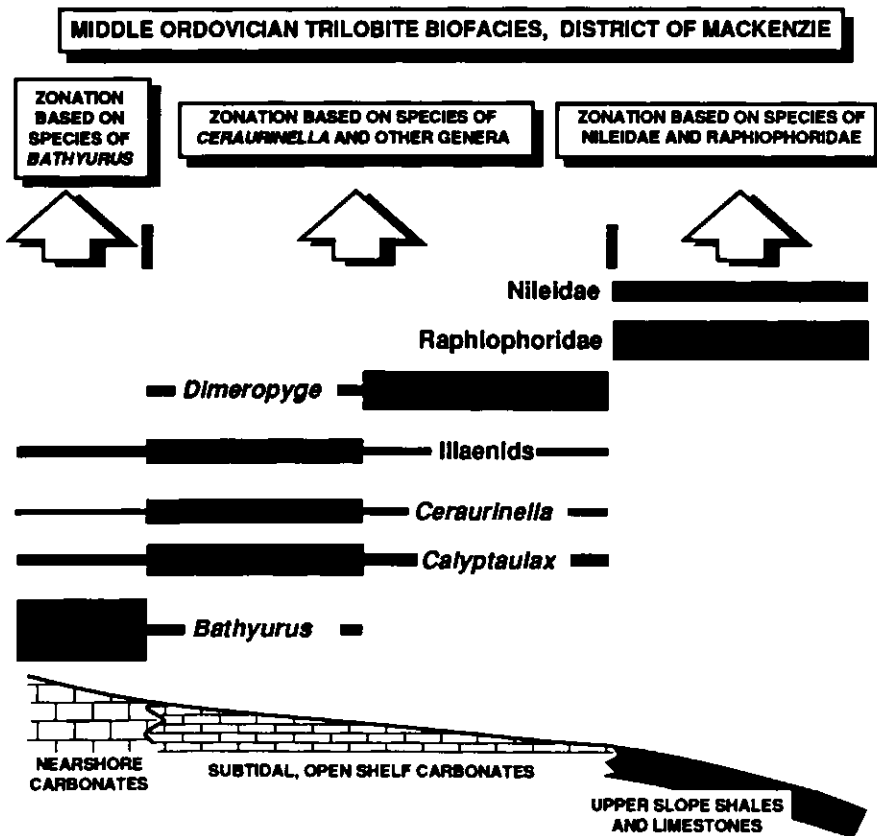 MIDDLE ORDOVICIAN TRILOBITE BIOFACIES, DISTRICT OF MACKENZIE
ZONATION
BASED ON
SPECIES OF
BATHYURUS
ZONATION BASED ON SPECIES OF
CERAURINELLA AND OTHER GENERA
ZONATION BASED ON SPECIES OF
NILEIDAE AND RAPHIOPHORIDAE
Nileidae
Raphiophoridae
Dimeropyge
Illaenids
Ceraurinella
Calyptaulax
Bathyurus
NEARSHORE
CARBONATES
SUBTIDAL, OPEN SHELF CARBONATES
UPPER SLOPE SHALES
AND LIMESTONES